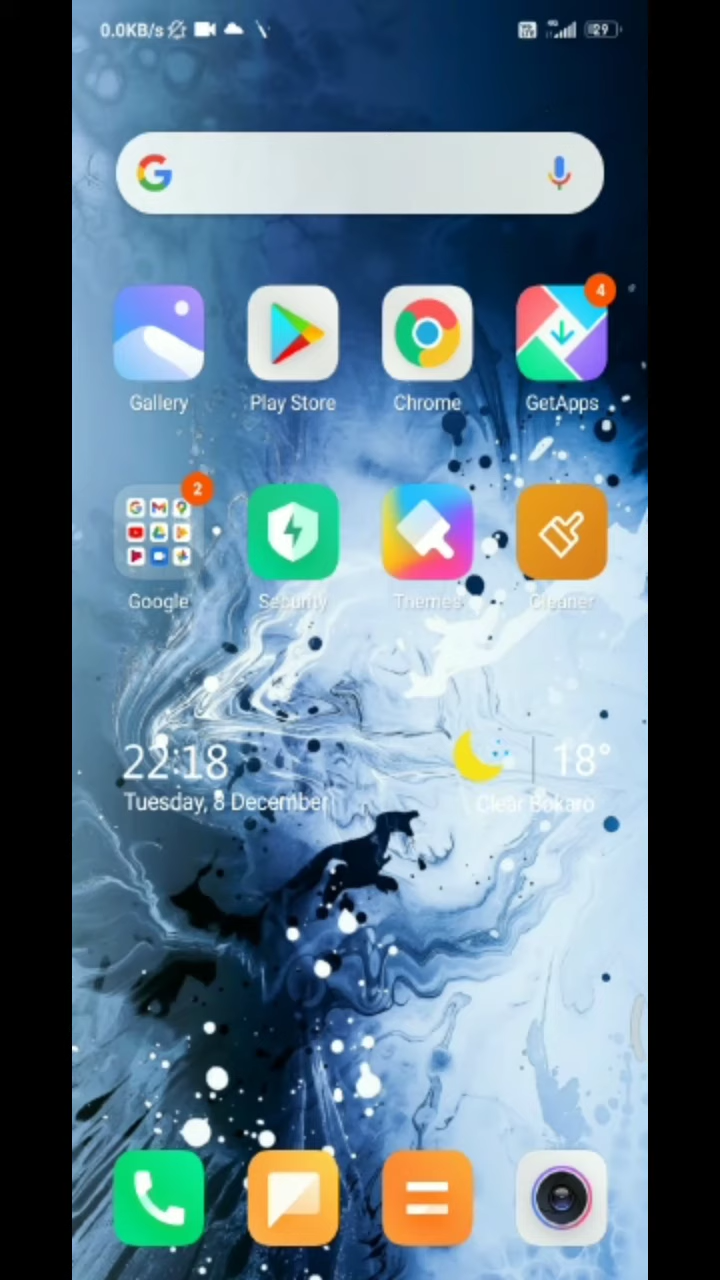 0.0KB/s 4G 29
4
Gallery Play Store Chrome GetApps
2
Google Security Themes Cleaner
22:18 18°
Tuesday, 8 December Clear Bokaro